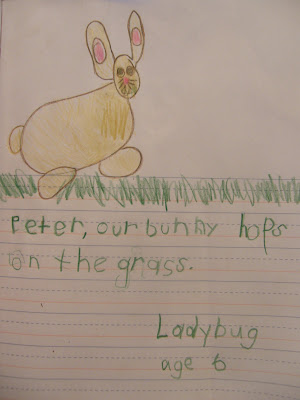 Peter, our bunny hops
on the grass.
Ladybug
age 6